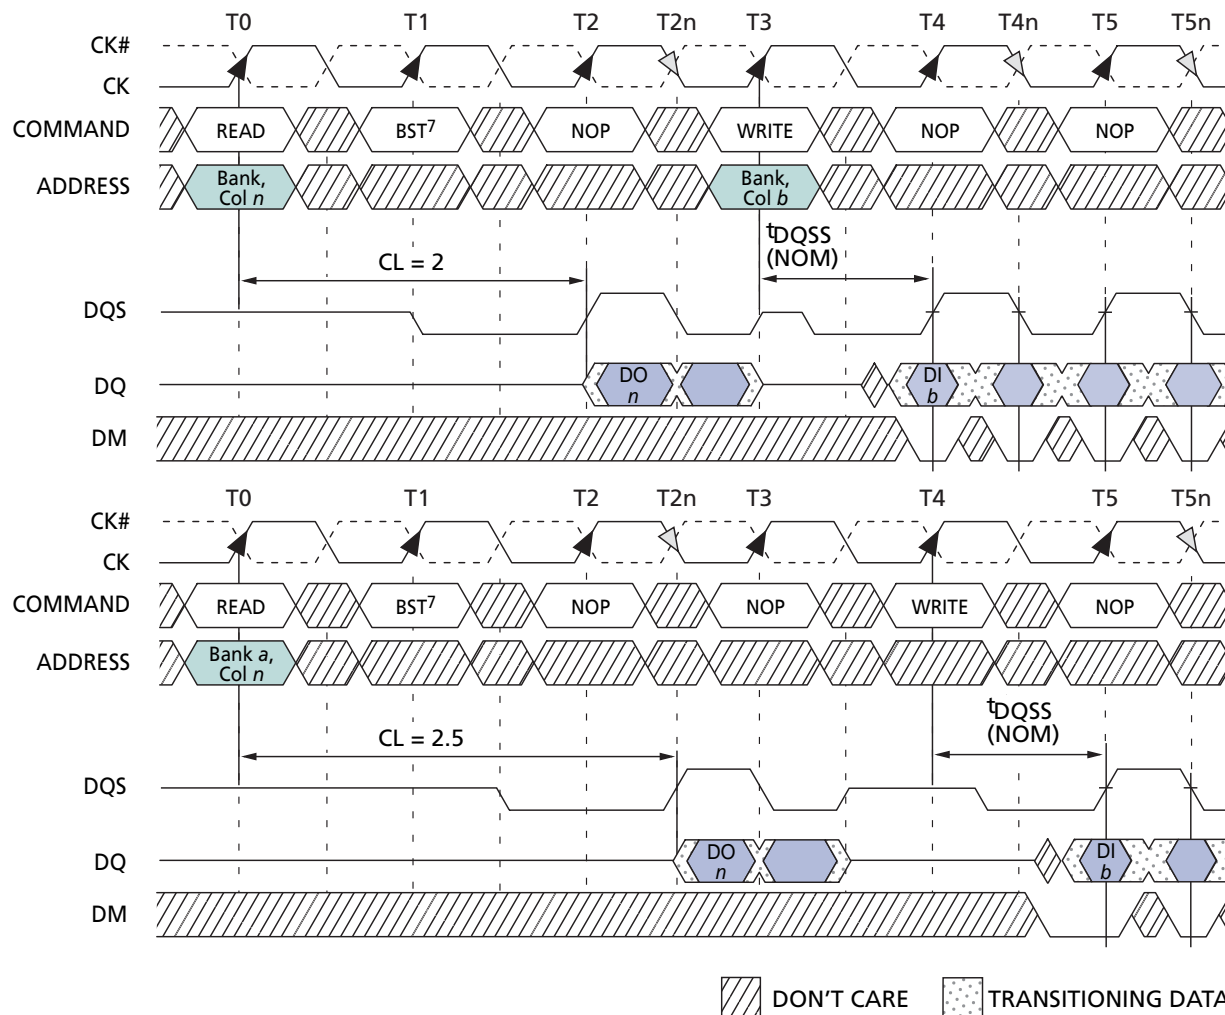 T0 T1 T2 T2n T3 T4 T4n T5 T5n
CK#
CK
COMMAND READ BST7 NOP WRITE NOP NOP
ADDRESS Bank, Col n Bank, Col b
tDQSS
(NOM)
CL = 2
DQS
DQ DO n DI b
DM
T0 T1 T2 T2n T3 T4 T4n T5 T5n
CK#
CK
COMMAND READ BST7 NOP NOP WRITE NOP
ADDRESS Bank a, Col n
tDQSS
(NOM)
CL = 2.5
DQS
DQ DO n DI b
DM
DON'T CARE TRANSITIONING DATA